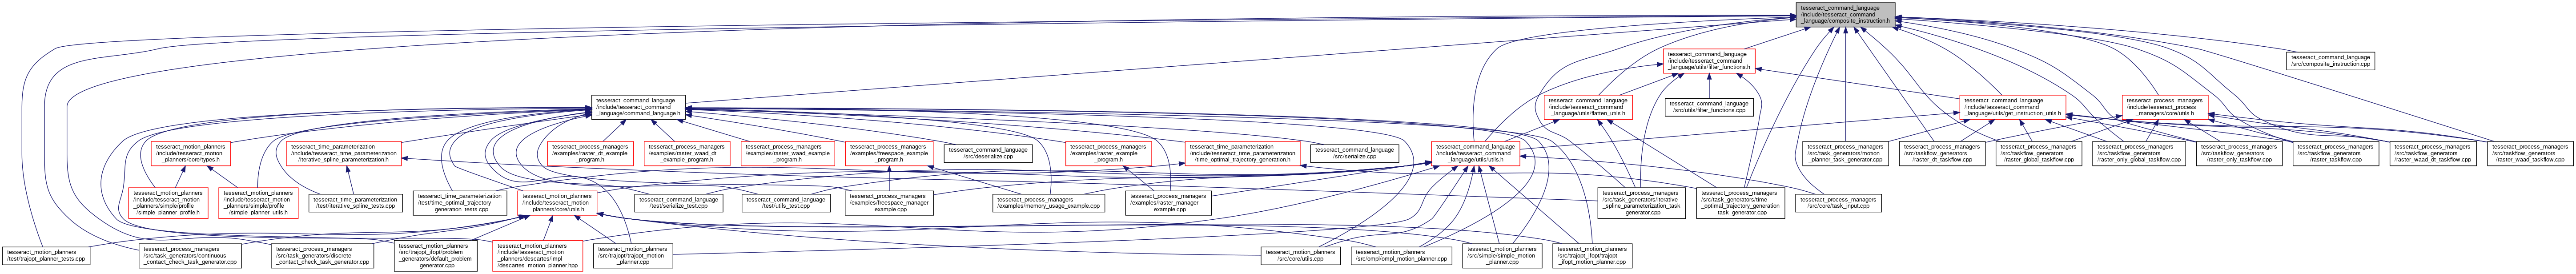 tesseract_command_language
/include/tesseract_command
_language/composite_instruction.h
tesseract_command_language
/include/tesseract_command
_language/utils/filter_functions.h
tesseract_command_language
/src/composite_instruction.cpp
tesseract_command_language
/include/tesseract_command
_language/command_language.h
tesseract_command_language
/include/tesseract_command
_language/utils/flatten_utils.h
tesseract_command_language
/src/utils/filter_functions.cpp
tesseract_command_language
/include/tesseract_command
_language/utils/get_instruction_utils.h
tesseract_process_managers
/include/tesseract_process
_managers/core/utils.h
tesseract_motion_planners
/include/tesseract_motion
_planners/core/types.h
tesseract_time_parameterization
/include/tesseract_time_parameterization
/iterative_spline_parameterization.h
tesseract_process_managers
/examples/raster_dt_example
_program.h
tesseract_process_managers
/examples/raster_waad_dt
_example_program.h
tesseract_process_managers
/examples/raster_waad_example
_program.h
tesseract_process_managers
/examples/freespace_example
_program.h
tesseract_command_language
/src/deserialize.cpp
tesseract_process_managers
/examples/raster_example
_program.h
tesseract_time_parameterization
/include/tesseract_time_parameterization
/time_optimal_trajectory_generation.h
tesseract_command_language
/src/serialize.cpp
tesseract_command_language
/include/tesseract_command
_language/utils/utils.h
tesseract_process_managers
/src/task_generators/motion
_planner_task_generator.cpp
tesseract_process_managers
/src/taskflow_generators
/raster_dt_taskflow.cpp
tesseract_process_managers
/src/taskflow_generators
/raster_global_taskflow.cpp
tesseract_process_managers
/src/taskflow_generators
/raster_only_global_taskflow.cpp
tesseract_process_managers
/src/taskflow_generators
/raster_only_taskflow.cpp
tesseract_process_managers
/src/taskflow_generators
/raster_taskflow.cpp
tesseract_process_managers
/src/taskflow_generators
/raster_waad_dt_taskflow.cpp
tesseract_process_managers
/src/taskflow_generators
/raster_waad_taskflow.cpp
tesseract_motion_planners
/include/tesseract_motion
_planners/simple/profile
/simple_planner_profile.h
tesseract_motion_planners
/include/tesseract_motion
_planners/simple/profile
/simple_planner_utils.h
tesseract_time_parameterization
/test/iterative_spline_tests.cpp
tesseract_time_parameterization
/test/time_optimal_trajectory
_generation_tests.cpp
tesseract_motion_planners
/include/tesseract_motion
_planners/core/utils.h
tesseract_command_language
/test/serialize_test.cpp
tesseract_command_language
/test/utils_test.cpp
tesseract_process_managers
/examples/freespace_manager
_example.cpp
tesseract_process_managers
/examples/memory_usage_example.cpp
tesseract_process_managers
/examples/raster_manager
_example.cpp
tesseract_process_managers
/src/task_generators/iterative
_spline_parameterization_task
_generator.cpp
tesseract_process_managers
/src/task_generators/time
_optimal_trajectory_generation
_task_generator.cpp
tesseract_process_managers
/src/core/task_input.cpp
tesseract_motion_planners
/test/trajopt_planner_tests.cpp
tesseract_process_managers
/src/task_generators/continuous
_contact_check_task_generator.cpp
tesseract_process_managers
/src/task_generators/discrete
_contact_check_task_generator.cpp
tesseract_motion_planners
/src/trajopt_ifopt/problem
_generators/default_problem
_generator.cpp
tesseract_motion_planners
/include/tesseract_motion
_planners/descartes/impl
/descartes_motion_planner.hpp
tesseract_motion_planners
/src/trajopt/trajopt_motion
_planner.cpp
tesseract_motion_planners
/src/core/utils.cpp
tesseract_motion_planners
/src/ompl/ompl_motion_planner.cpp
tesseract_motion_planners
/src/simple/simple_motion
_planner.cpp
tesseract_motion_planners
/src/trajopt_ifopt/trajopt
_ifopt_motion_planner.cpp